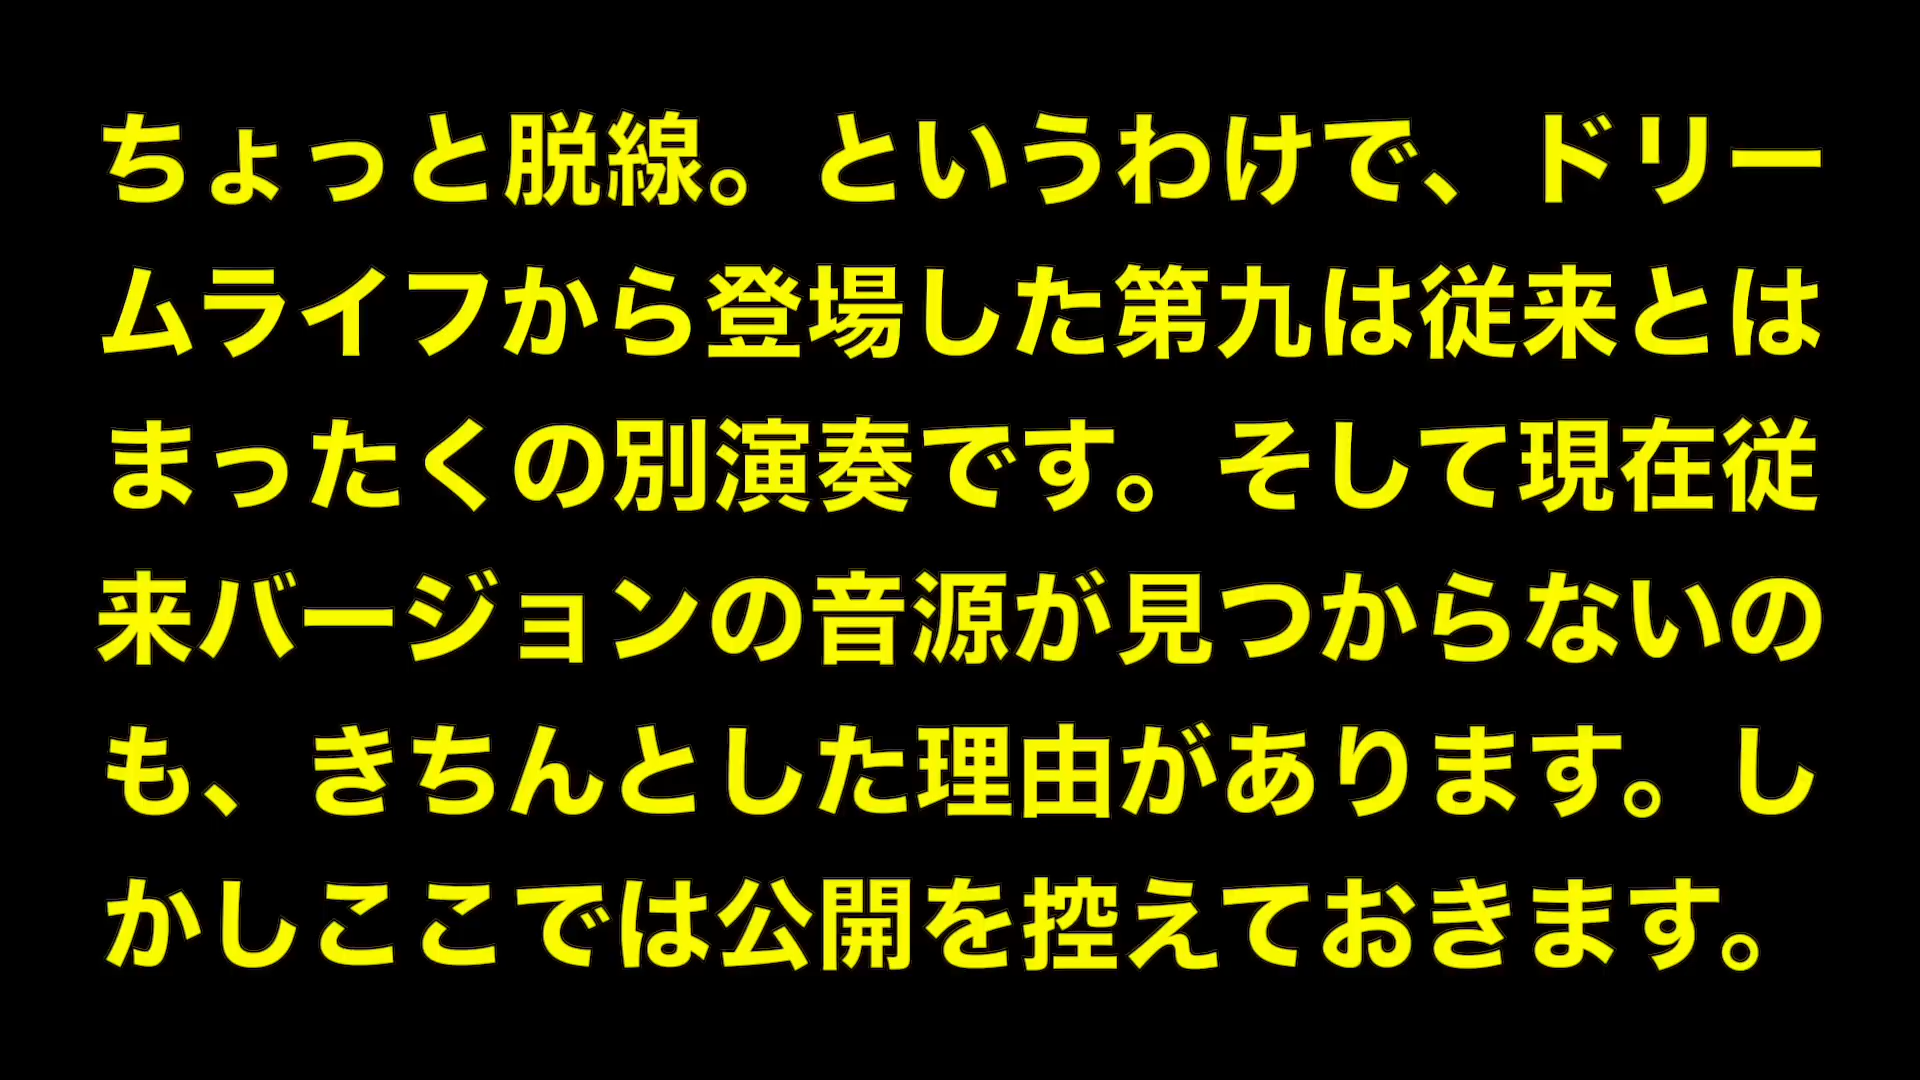 ちょっと脱線。というわけで、ドリー
ムライフから登場した第九は従来とは
まったくの別演奏です。そして現在従
来バージョンの音源が見つからないの
も、きちんとした理由があります。し
かしここでは公開を控えておきます。